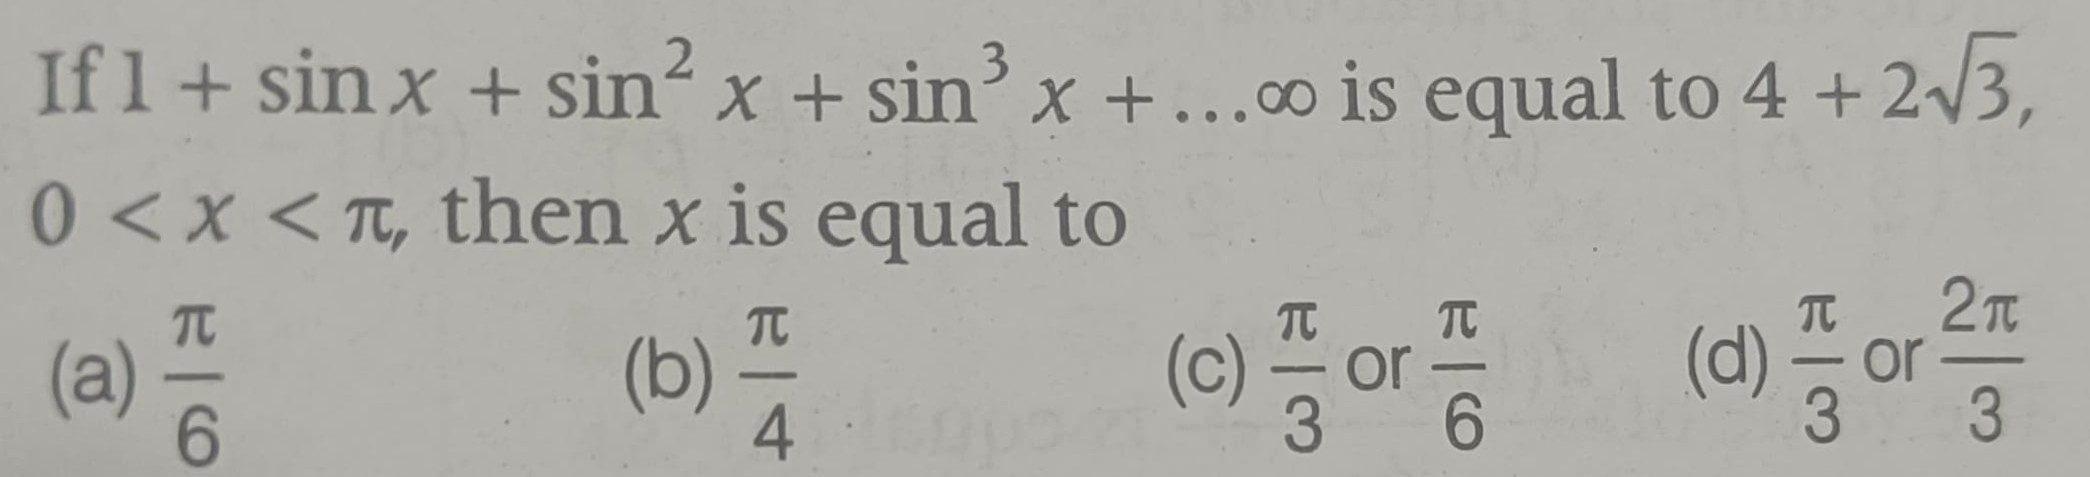 If 1 + sin x + sin² x + sin³ x + ...∞ is equal to 4 + 2√3,
0 < x < π, then x is equal to
(a) π/6 (b) π/4 (c) π/3 or π/6 (d) π/3 or 2π/3